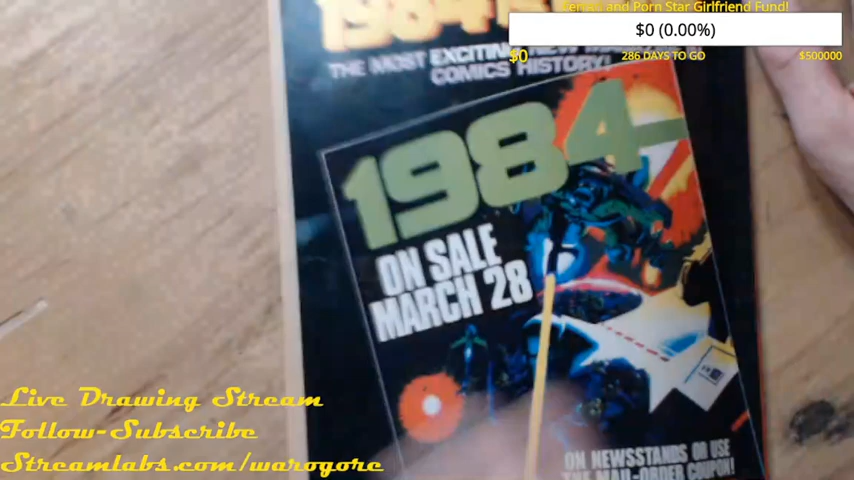 and Porn Star Girlfriend Fund!
$0 (0.00%)
$0
286 DAYS TO GO
$500000
1984
THE MOST EXCITING NEW
COMICS HISTORY!
1984
ON SALE
MARCH 28
ON NEWSSTANDS OR USE
THE MAIL-ORDER COUPON!
Live Drawing Stream
Follow-Subscribe
Streamlabs.com/warogore